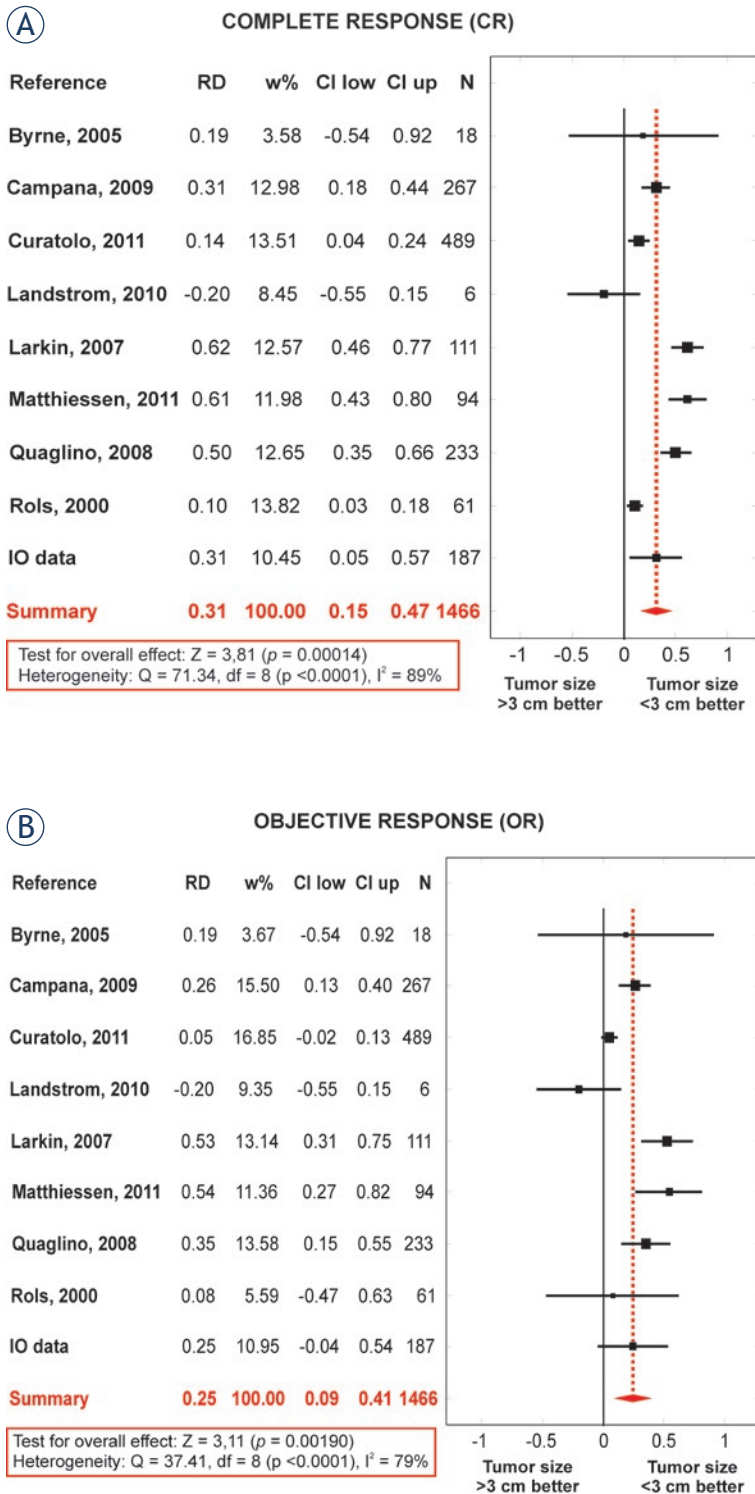 A
COMPLETE RESPONSE (CR)
Reference RD w% CI low CI up N
Byrne, 2005 0.19 3.58 -0.54 0.92 18
Campana, 2009 0.31 12.98 0.18 0.44 267
Curatolo, 2011 0.14 13.51 0.04 0.24 489
Landstrom, 2010 -0.20 8.45 -0.55 0.15 6
Larkin, 2007 0.62 12.57 0.46 0.77 111
Matthiessen, 2011 0.61 11.98 0.43 0.80 94
Quaglino, 2008 0.50 12.65 0.35 0.66 233
Rols, 2000 0.10 13.82 0.03 0.18 61
IO data 0.31 10.45 0.05 0.57 187
Summary 0.31 100.00 0.15 0.47 1466
Test for overall effect: Z = 3,81 (p = 0.00014)
Heterogeneity: Q = 71.34, df = 8 (p <0.0001), I² = 89%
-1 -0.5 0 0.5 1
Tumor size Tumor size
>3 cm better <3 cm better
B
OBJECTIVE RESPONSE (OR)
Reference RD w% CI low CI up N
Byrne, 2005 0.19 3.67 -0.54 0.92 18
Campana, 2009 0.26 15.50 0.13 0.40 267
Curatolo, 2011 0.05 16.85 -0.02 0.13 489
Landstrom, 2010 -0.20 9.35 -0.55 0.15 6
Larkin, 2007 0.53 13.14 0.31 0.75 111
Matthiessen, 2011 0.54 11.36 0.27 0.82 94
Quaglino, 2008 0.35 13.58 0.15 0.55 233
Rols, 2000 0.08 5.59 -0.47 0.63 61
IO data 0.25 10.95 -0.04 0.54 187
Summary 0.25 100.00 0.09 0.41 1466
Test for overall effect: Z = 3,11 (p = 0.00190)
Heterogeneity: Q = 37.41, df = 8 (p <0.0001), I² = 79%
-1 -0.5 0 0.5 1
Tumor size Tumor size
>3 cm better <3 cm better